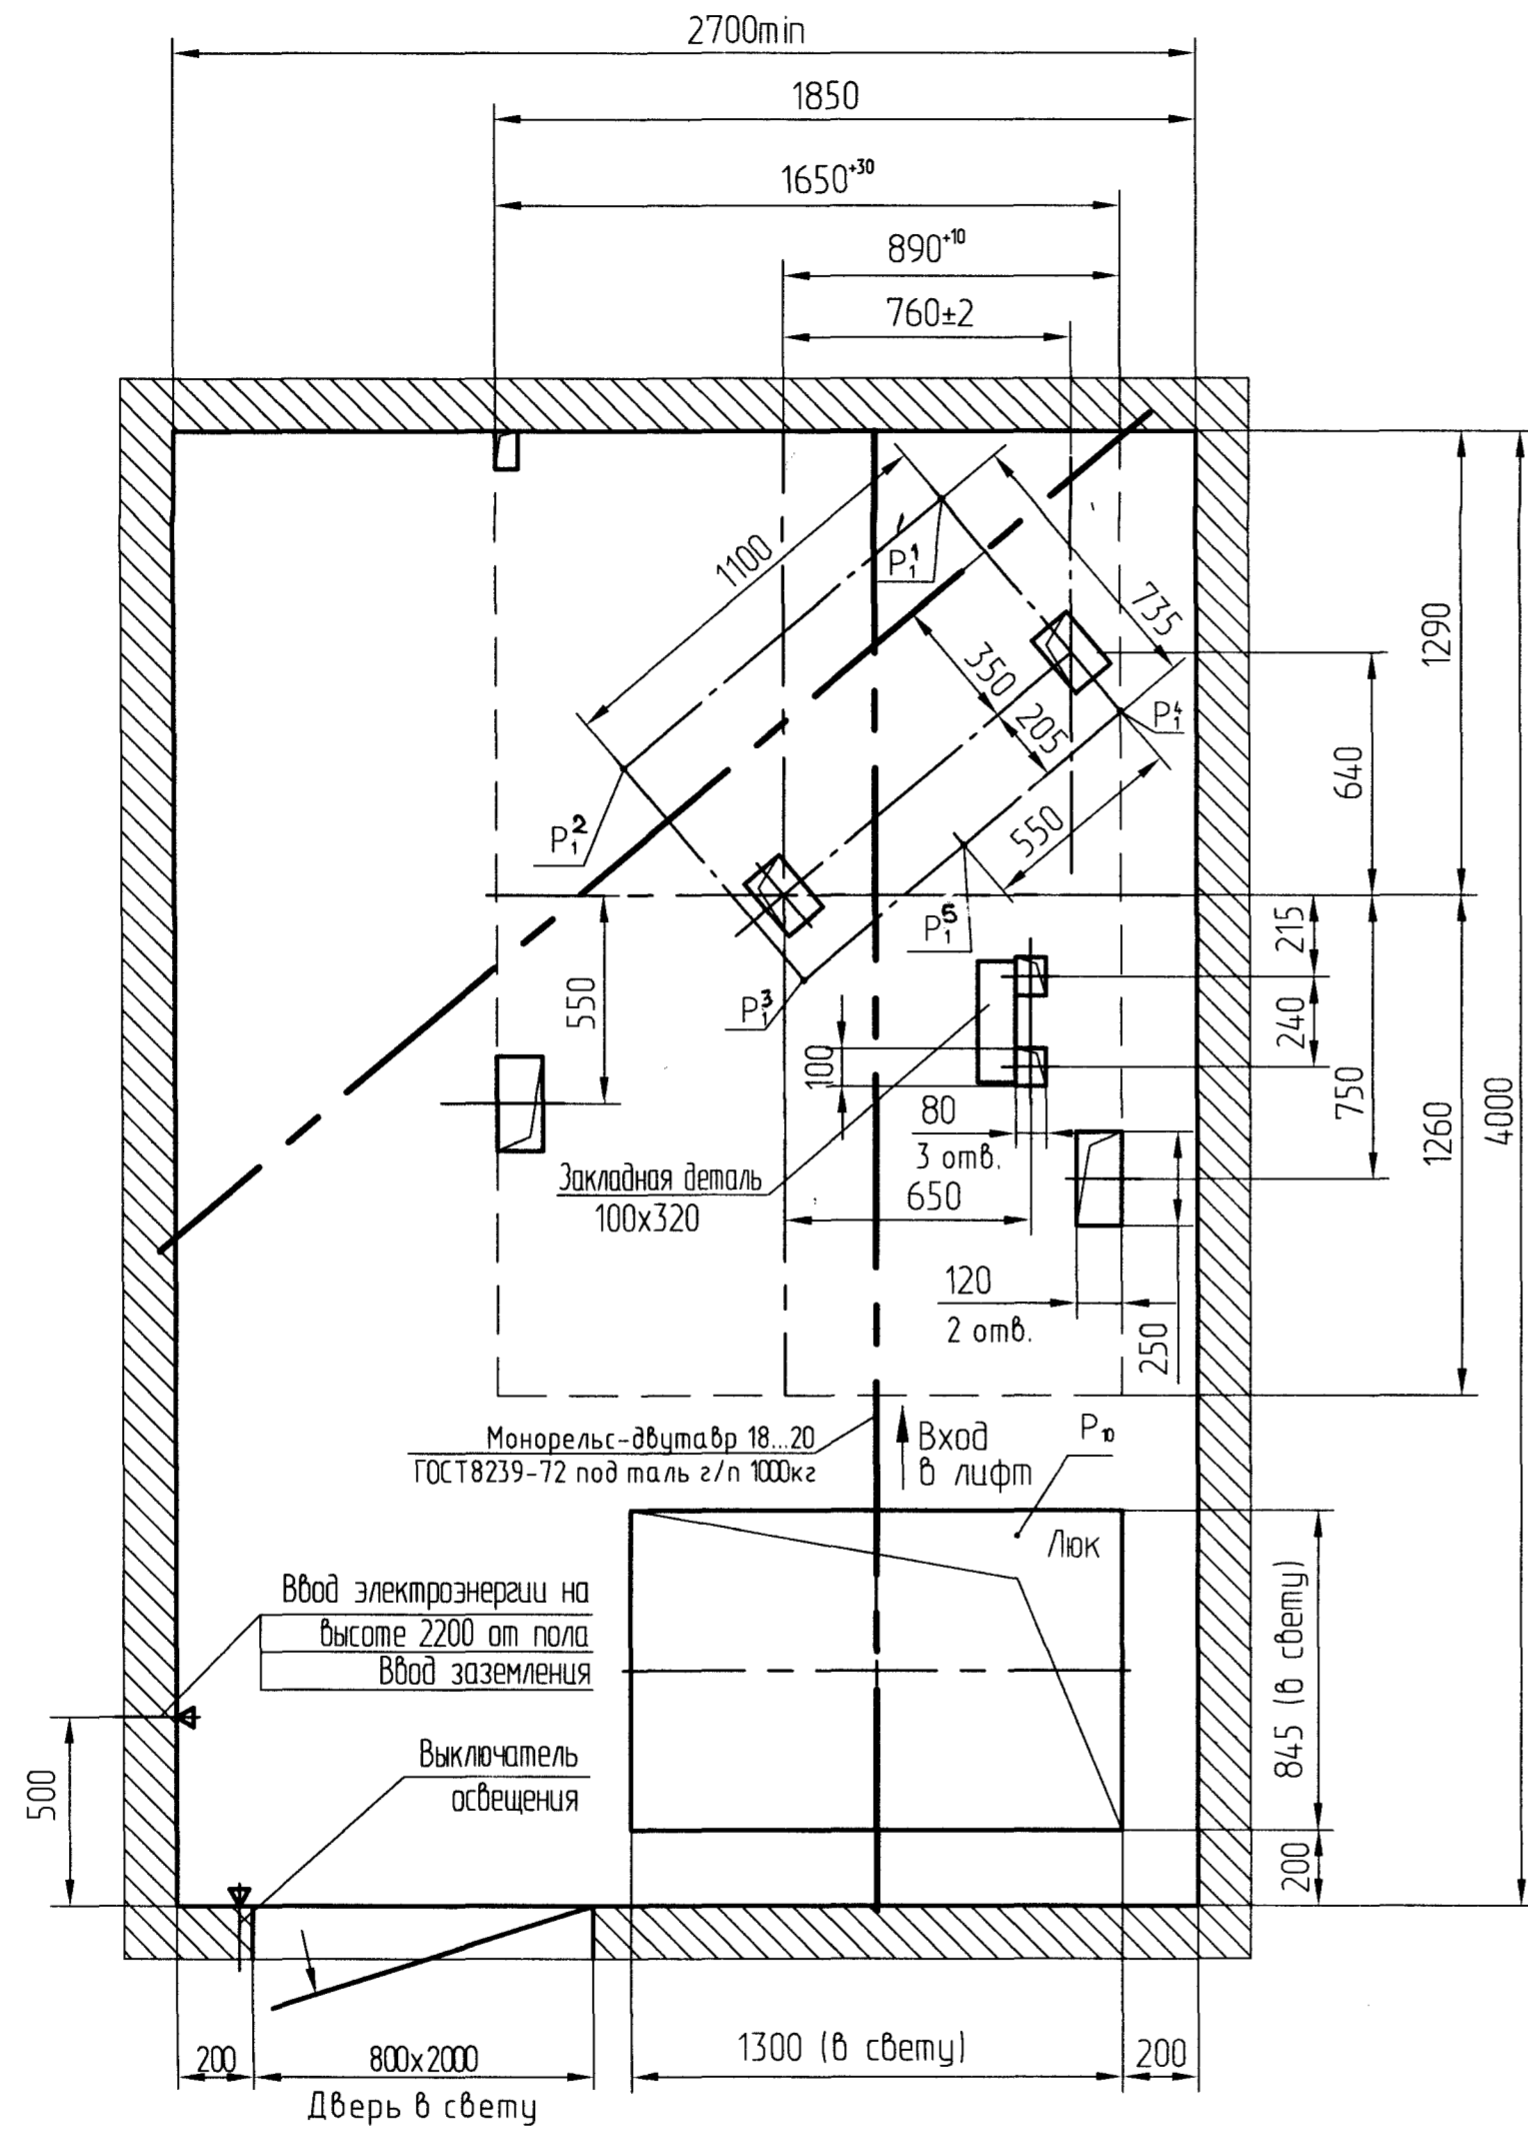 2700min
1850
1650+30
890+10
760±2
1100
P₁¹
735
350
205
P₁⁴
1290
640
P₁²
550
P₁⁵
215
550
P₁³
240
100
750
1260
4000
80
3 отв.
Закладная деталь
100х320
650
120
2 отв.
250
Монорельс-двутавр 18...20
ГОСТ8239-72 под таль г/п 1000кг
Вход
в лифт
P₁₀
Люк
Ввод электроэнергии на
высоте 2200 от пола
Ввод заземления
845 (в свету)
Выключатель
освещения
500
200
200
800х2000
Дверь в свету
1300 (в свету)
200